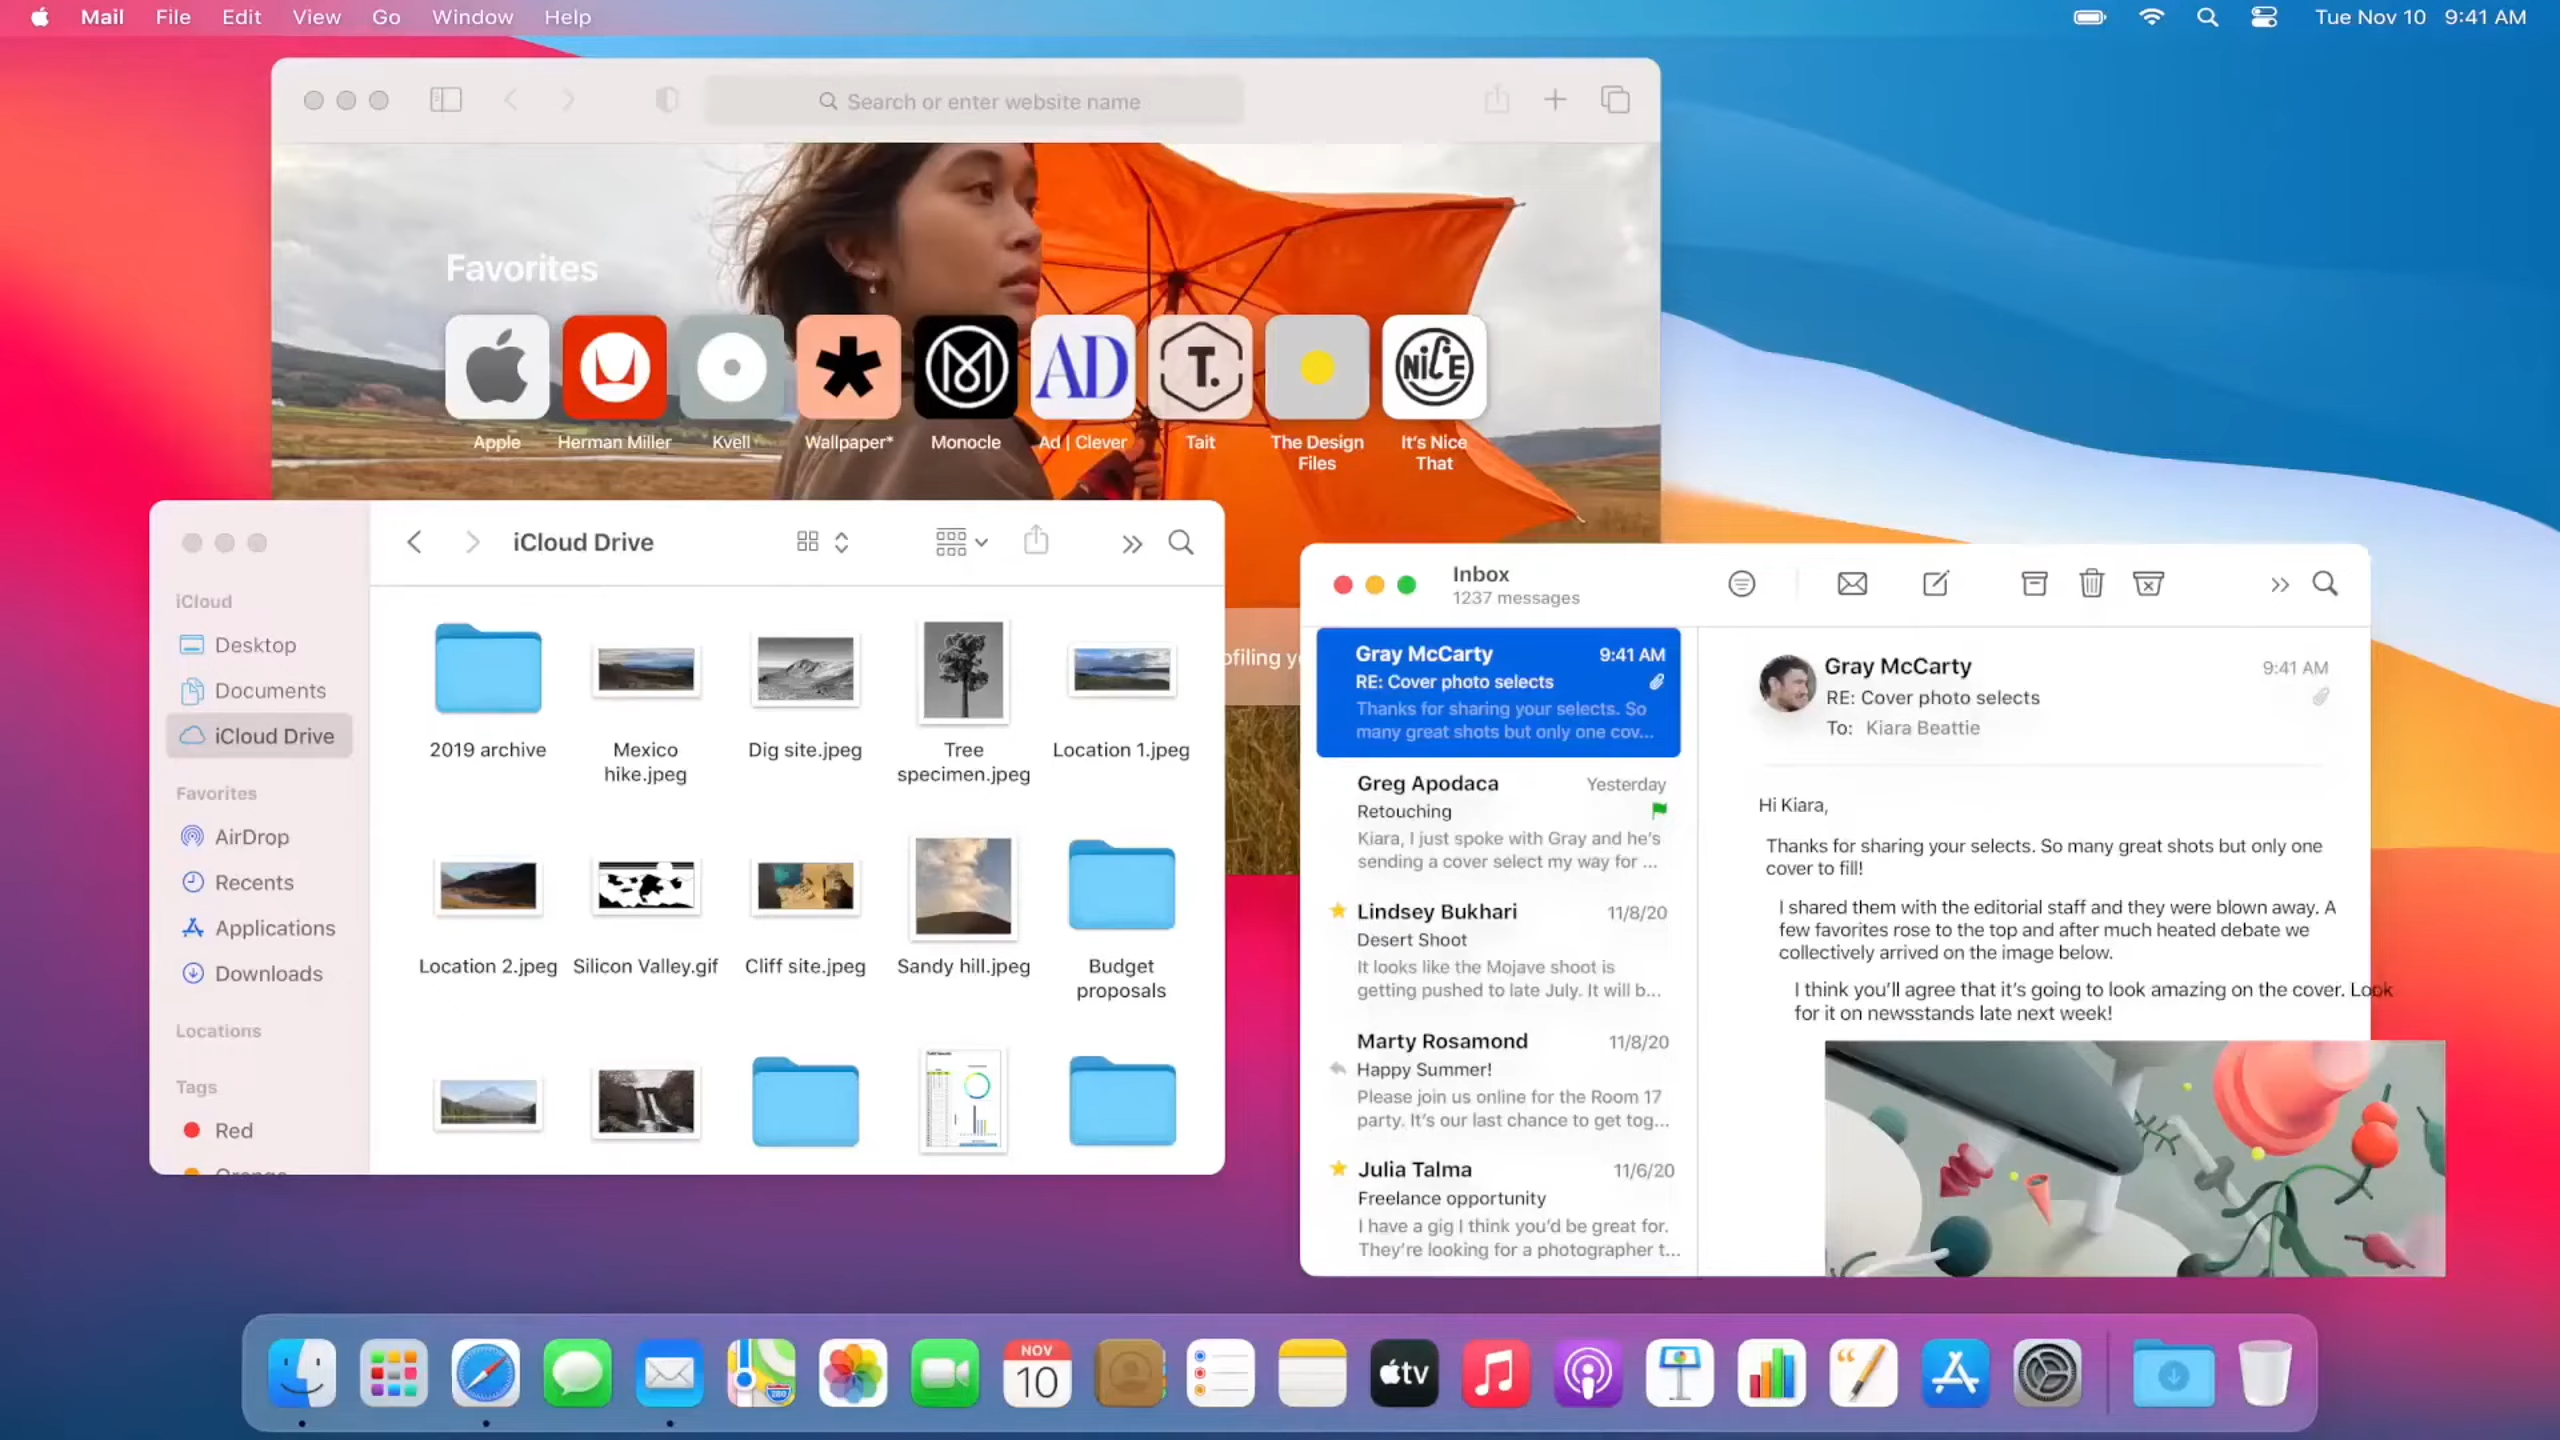 Mail File Edit View Go Window Help
Tue Nov 10 9:41 AM
Search or enter website name
Favorites
AD
T.
NICE
Apple
Herman Miller
Kvell
Wallpaper*
Monocle
Ad | Clever
Tait
The Design
Files
It's Nice
That
iCloud Drive
iCloud
Desktop
Documents
iCloud Drive
Favorites
AirDrop
Recents
Applications
Downloads
Locations
Tags
Red
Orange
2019 archive
Mexico
hike.jpeg
Dig site.jpeg
Tree
specimen.jpeg
Location 1.jpeg
Location 2.jpeg
Silicon Valley.gif
Cliff site.jpeg
Sandy hill.jpeg
Budget
proposals
Inbox
1237 messages
Gray McCarty 9:41 AM
RE: Cover photo selects
Thanks for sharing your selects. So
many great shots but only one cov...
Greg Apodaca Yesterday
Retouching
Kiara, I just spoke with Gray and he's
sending a cover select my way for ...
Lindsey Bukhari 11/8/20
Desert Shoot
It looks like the Mojave shoot is
getting pushed to late July. It will b...
Marty Rosamond 11/8/20
Happy Summer!
Please join us online for the Room 17
party. It's our last chance to get tog...
Julia Talma 11/6/20
Freelance opportunity
I have a gig I think you'd be great for.
They're looking for a photographer t...
Gray McCarty 9:41 AM
RE: Cover photo selects
To: Kiara Beattie
Hi Kiara,
Thanks for sharing your selects. So many great shots but only one
cover to fill!
I shared them with the editorial staff and they were blown away. A
few favorites rose to the top and after much heated debate we
collectively arrived on the image below.
I think you'll agree that it's going to look amazing on the cover. Look
for it on newsstands late next week!
280
NOV
10
tv